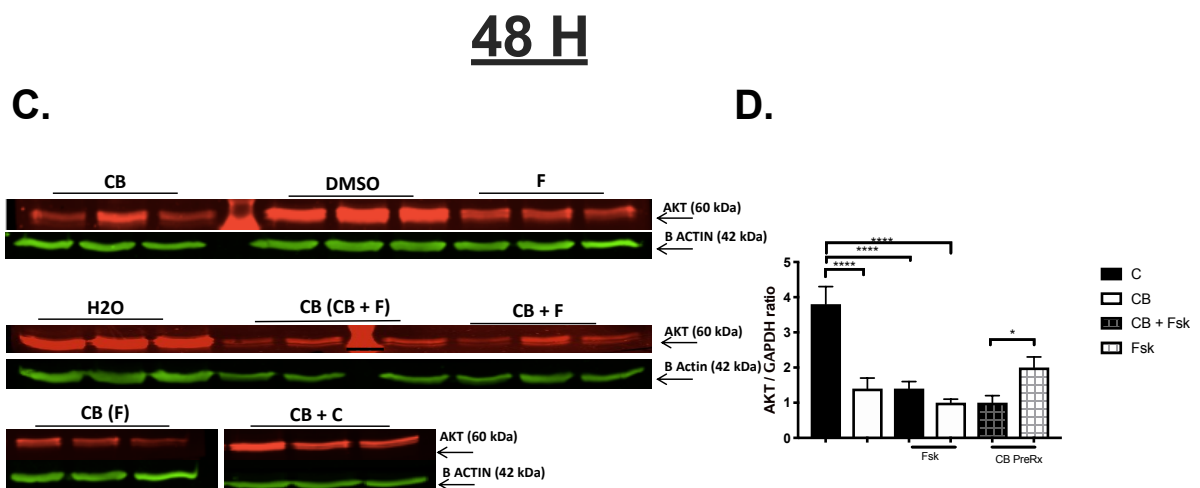 48 H
C.
D.
CB
DMSO
F
AKT (60 kDa)
B ACTIN (42 kDa)
H2O
CB (CB + F)
CB + F
AKT (60 kDa)
B Actin (42 kDa)
CB (F)
CB + C
AKT (60 kDa)
B ACTIN (42 kDa)
AKT / GAPDH ratio
5
4
3
2
1
0
****
****
****
*
Fsk
CB PreRx
C
CB
CB + Fsk
Fsk